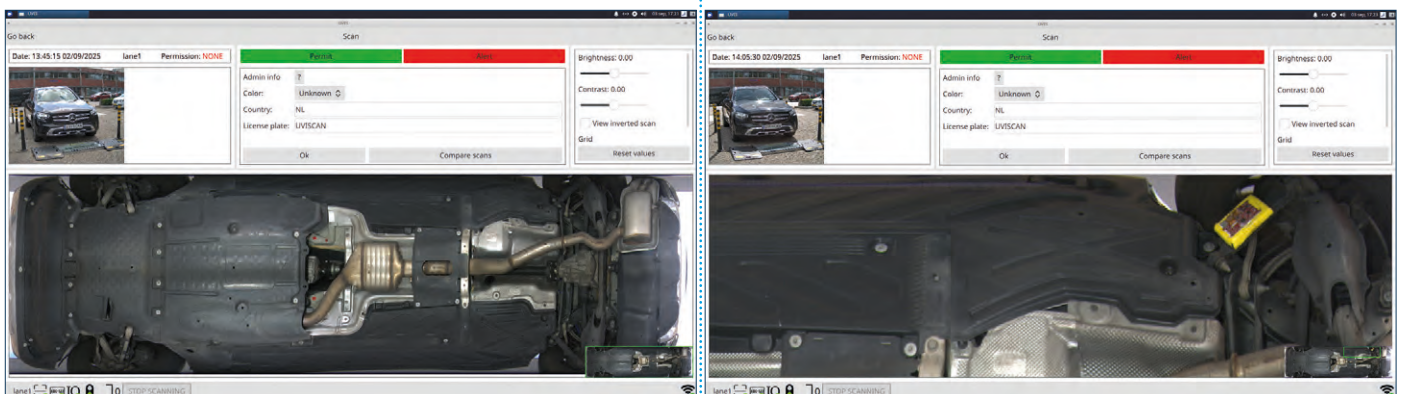 UVIS
Go back
Scan
Date: 13:45:15 02/09/2025 lane1 Permission: NONE
Permit
Alert
Admin info ?
Color: Unknown
Country: NL
License plate: UVISCAN
Ok
Compare scans
Brightness: 0.00
Contrast: 0.00
View inverted scan
Grid
Reset values
lane1
STOP SCANNING
Go back
Scan
Date: 14:05:30 02/09/2025 lane1 Permission: NONE
Permit
Alert
Admin info ?
Color: Unknown
Country: NL
License plate: UVISCAN
Ok
Compare scans
Brightness: 0.00
Contrast: 0.00
View inverted scan
Grid
Reset values
lane1
STOP SCANNING